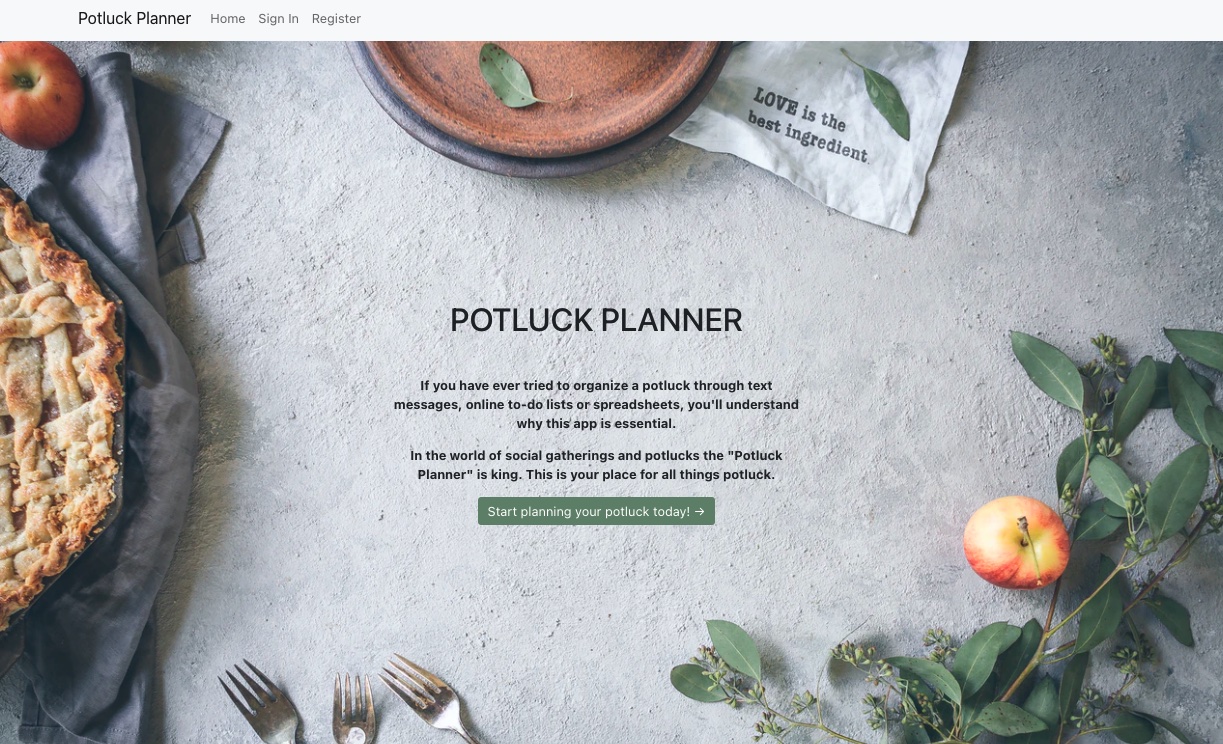 Potluck Planner Home Sign In Register
LOVE is the
best ingredient.
POTLUCK PLANNER
If you have ever tried to organize a potluck through text
messages, online to-do lists or spreadsheets, you'll understand
why this app is essential.
In the world of social gatherings and potlucks the "Potluck
Planner" is king. This is your place for all things potluck.
Start planning your potluck today! →